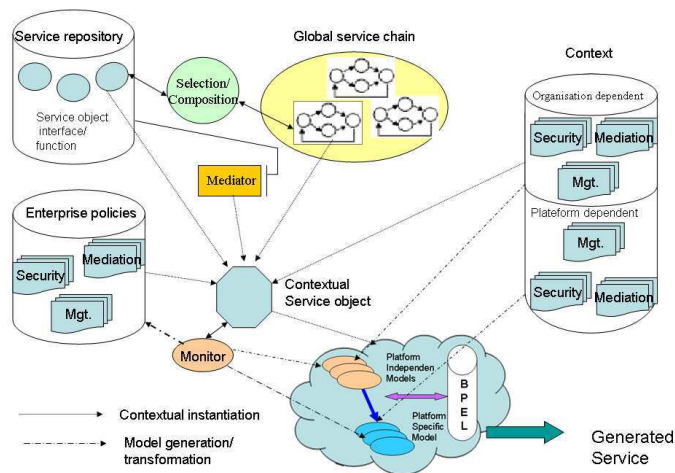 Service repository
Service object
interface/
function
Selection/
Composition
Global service chain
Context
Organisation dependent
Security
Mediation
Mgt.
Plateform dependent
Mgt.
Security
Mediation
Mediator
Enterprise policies
Security
Mediation
Mgt.
Contextual
Service object
Monitor
Platform
Independen
Models
Platform
Specific
Model
B
P
E
L
Contextual instantiation
Model generation/
transformation
Generated
Service